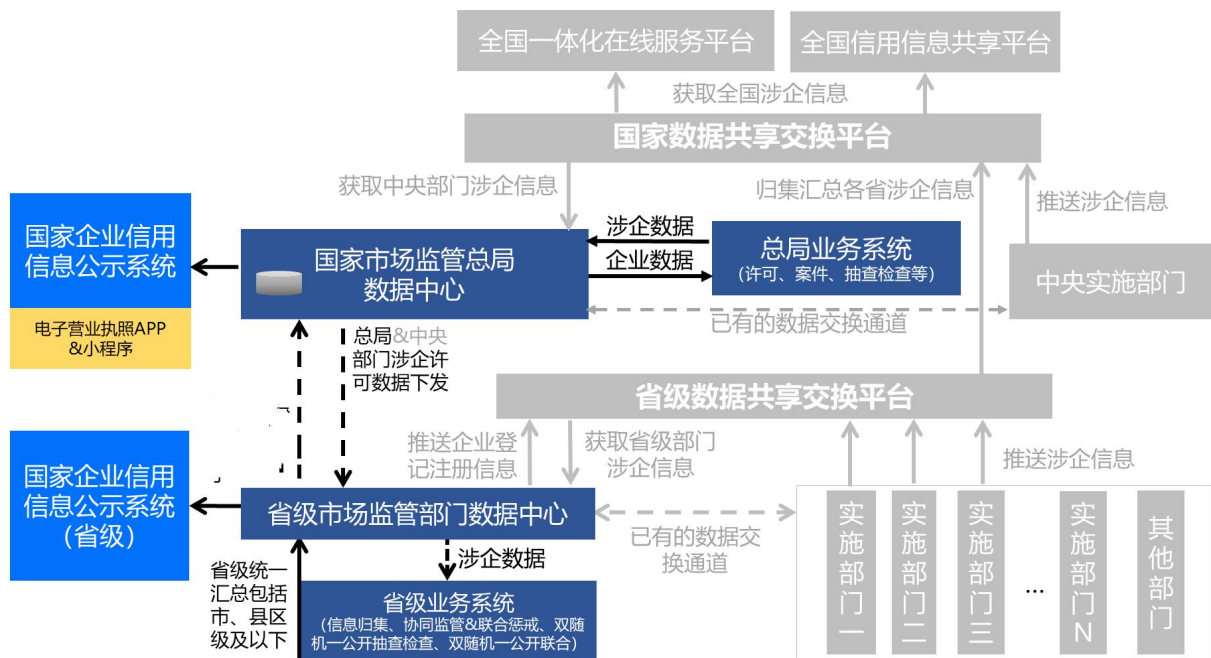 全国一体化在线服务平台
全国信用信息共享平台
获取全国涉企信息
国家数据共享交换平台
获取中央部门涉企信息
归集汇总各省涉企信息
推送涉企信息
国家企业信用
信息公示系统
电子营业执照APP
&小程序
国家市场监管总局
数据中心
涉企数据
企业数据
总局业务系统
(许可、案件、抽查检查等)
中央实施部门
已有的数据交换通道
总局&中央
部门涉企许
可数据下发
省级数据共享交换平台
推送企业登
记注册信息
获取省级部门
涉企信息
推送涉企信息
国家企业信用
信息公示系统
(省级)
省级市场监管部门数据中心
已有的数据交
换通道
涉企数据
省级统一
汇总包括
市、县区
级及以下
省级业务系统
(信息归集、协同监管&联合惩戒、双随
机一公开抽查检查、双随机一公开联合)
实施部门一
实施部门二
实施部门三
...
实施部门N
其他部门